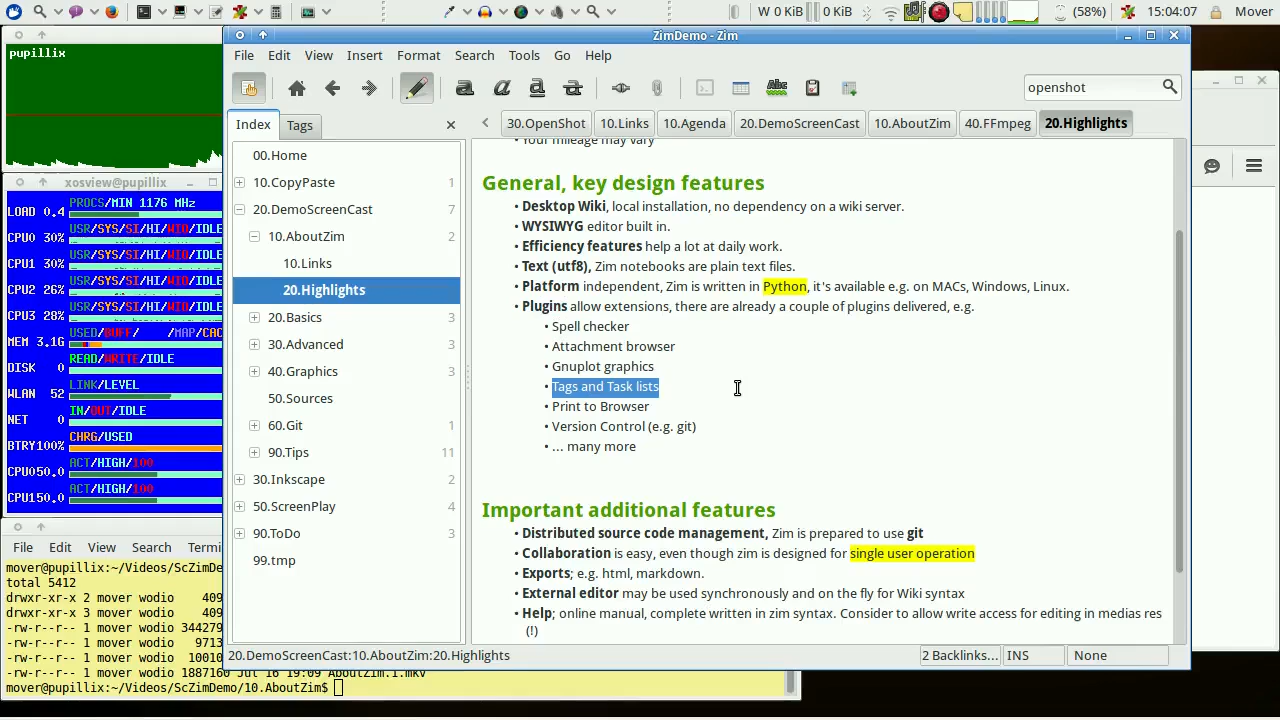 W 0 KiB 0 KiB (58%) 15:04:07 Mover
pupillix
xosview@pupillix
PROCS/MIN 1176 MHz
LOAD 0.4
USR/SYS/SI/HI/WIO/IDLE
CPU0 30%
USR/SYS/SI/HI/WIO/IDLE
CPU1 30%
USR/SYS/SI/HI/WIO/IDLE
CPU2 26%
USR/SYS/SI/HI/WIO/IDLE
CPU3 28%
USED/BUFF/ /MAP/CAC
MEM 3.1G
READ/WRITE/IDLE
DISK 0
LINK/LEVEL
WLAN 52
IN/OUT/IDLE
NET 0
CHRG/USED
BTRY100%
ACT/HIGH/100
CPU050.0
ACT/HIGH/100
CPU150.0
File Edit View Search Termi
mover@pupillix:~/Videos/ScZimDe
total 5412
drwxr-xr-x 2 mover wodio 409
drwxr-xr-x 3 mover wodio 409
-rw-r--r-- 1 mover wodio 344279
-rw-r--r-- 1 mover wodio 9713
-rw-r--r-- 1 mover wodio 10010
-rw-r--r-- 1 mover wodio 1887160 Jul 16 19:09 AboutZim.1.mkv
mover@pupillix:~/Videos/ScZimDemo/10.AboutZim$
ZimDemo - Zim
File Edit View Insert Format Search Tools Go Help
Abc
openshot
Index Tags
30.OpenShot 10.Links 10.Agenda 20.DemoScreenCast 10.AboutZim 40.FFmpeg 20.Highlights
00.Home
10.CopyPaste 1
20.DemoScreenCast 7
10.AboutZim 2
10.Links
20.Highlights
20.Basics 3
30.Advanced 3
40.Graphics 3
50.Sources
60.Git 1
90.Tips 11
30.Inkscape 2
50.ScreenPlay 4
90.ToDo 3
99.tmp
• Your mileage may vary
General, key design features
• Desktop Wiki, local installation, no dependency on a wiki server.
• WYSIWYG editor built in.
• Efficiency features help a lot at daily work.
• Text (utf8), Zim notebooks are plain text files.
• Platform independent, Zim is written in Python, it's available e.g. on MACs, Windows, Linux.
• Plugins allow extensions, there are already a couple of plugins delivered, e.g.
• Spell checker
• Attachment browser
• Gnuplot graphics
• Tags and Task lists
• Print to Browser
• Version Control (e.g. git)
• ... many more
Important additional features
• Distributed source code management, Zim is prepared to use git
• Collaboration is easy, even though zim is designed for single user operation
• Exports; e.g. html, markdown.
• External editor may be used synchronously and on the fly for Wiki syntax
• Help; online manual, complete written in zim syntax. Consider to allow write access for editing in medias res
(!)
20.DemoScreenCast:10.AboutZim:20.Highlights 2 Backlinks... INS None